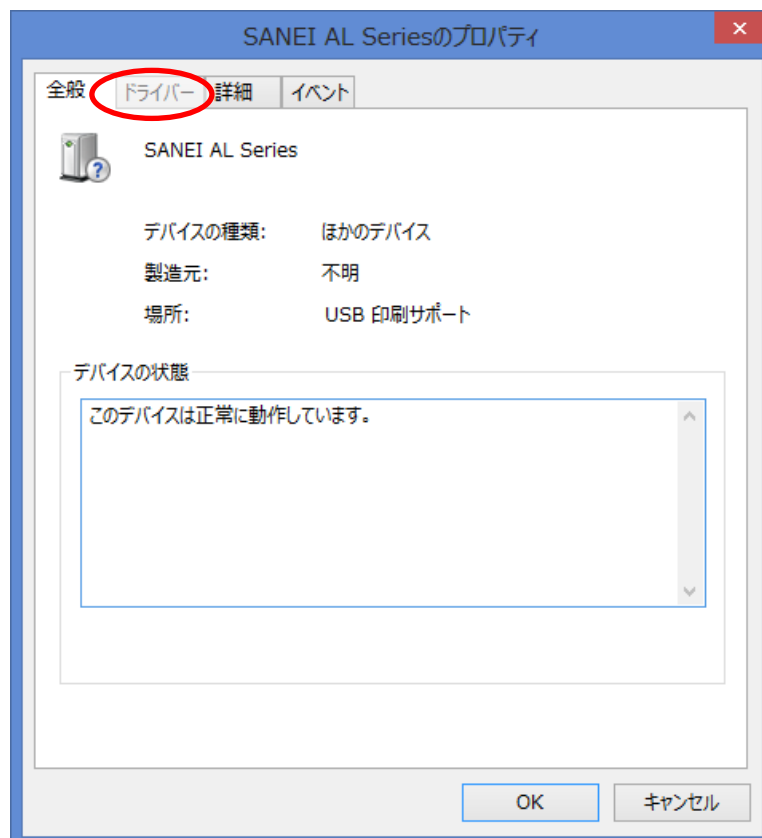 SANEI AL Seriesのプロパティ
全般 ドライバー 詳細 イベント
SANEI AL Series
デバイスの種類: ほかのデバイス
製造元: 不明
場所: USB 印刷サポート
デバイスの状態
このデバイスは正常に動作しています。
OK キャンセル